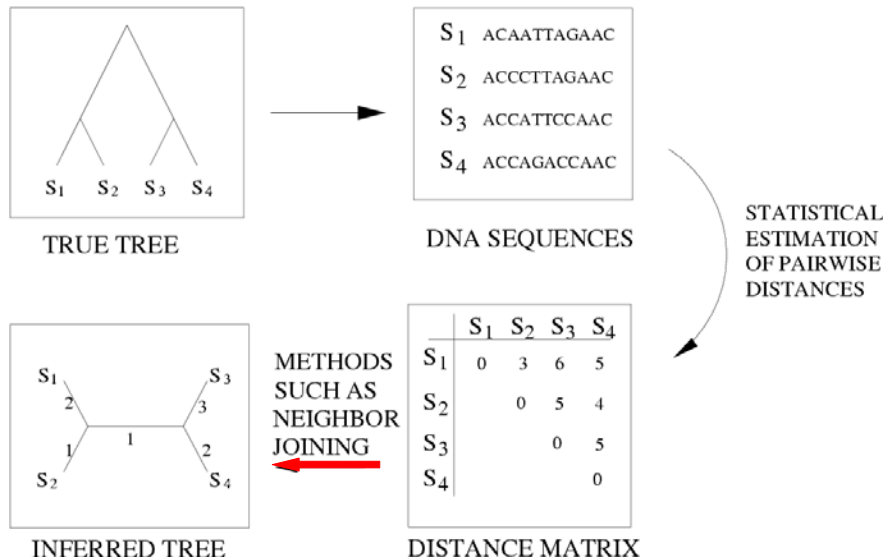 S1 S2 S3 S4
TRUE TREE
S1 ACAATTAGAAC
S2 ACCCTTAGAAC
S3 ACCATTCCAAC
S4 ACCAGACCAAC
DNA SEQUENCES
STATISTICAL
ESTIMATION
OF PAIRWISE
DISTANCES
S1 S2 S3 S4
S1 0 3 6 5
S2 0 5 4
S3 0 5
S4 0
DISTANCE MATRIX
METHODS
SUCH AS
NEIGHBOR
JOINING
S1 S3
2 3
1 1 2
S2 S4
INFERRED TREE